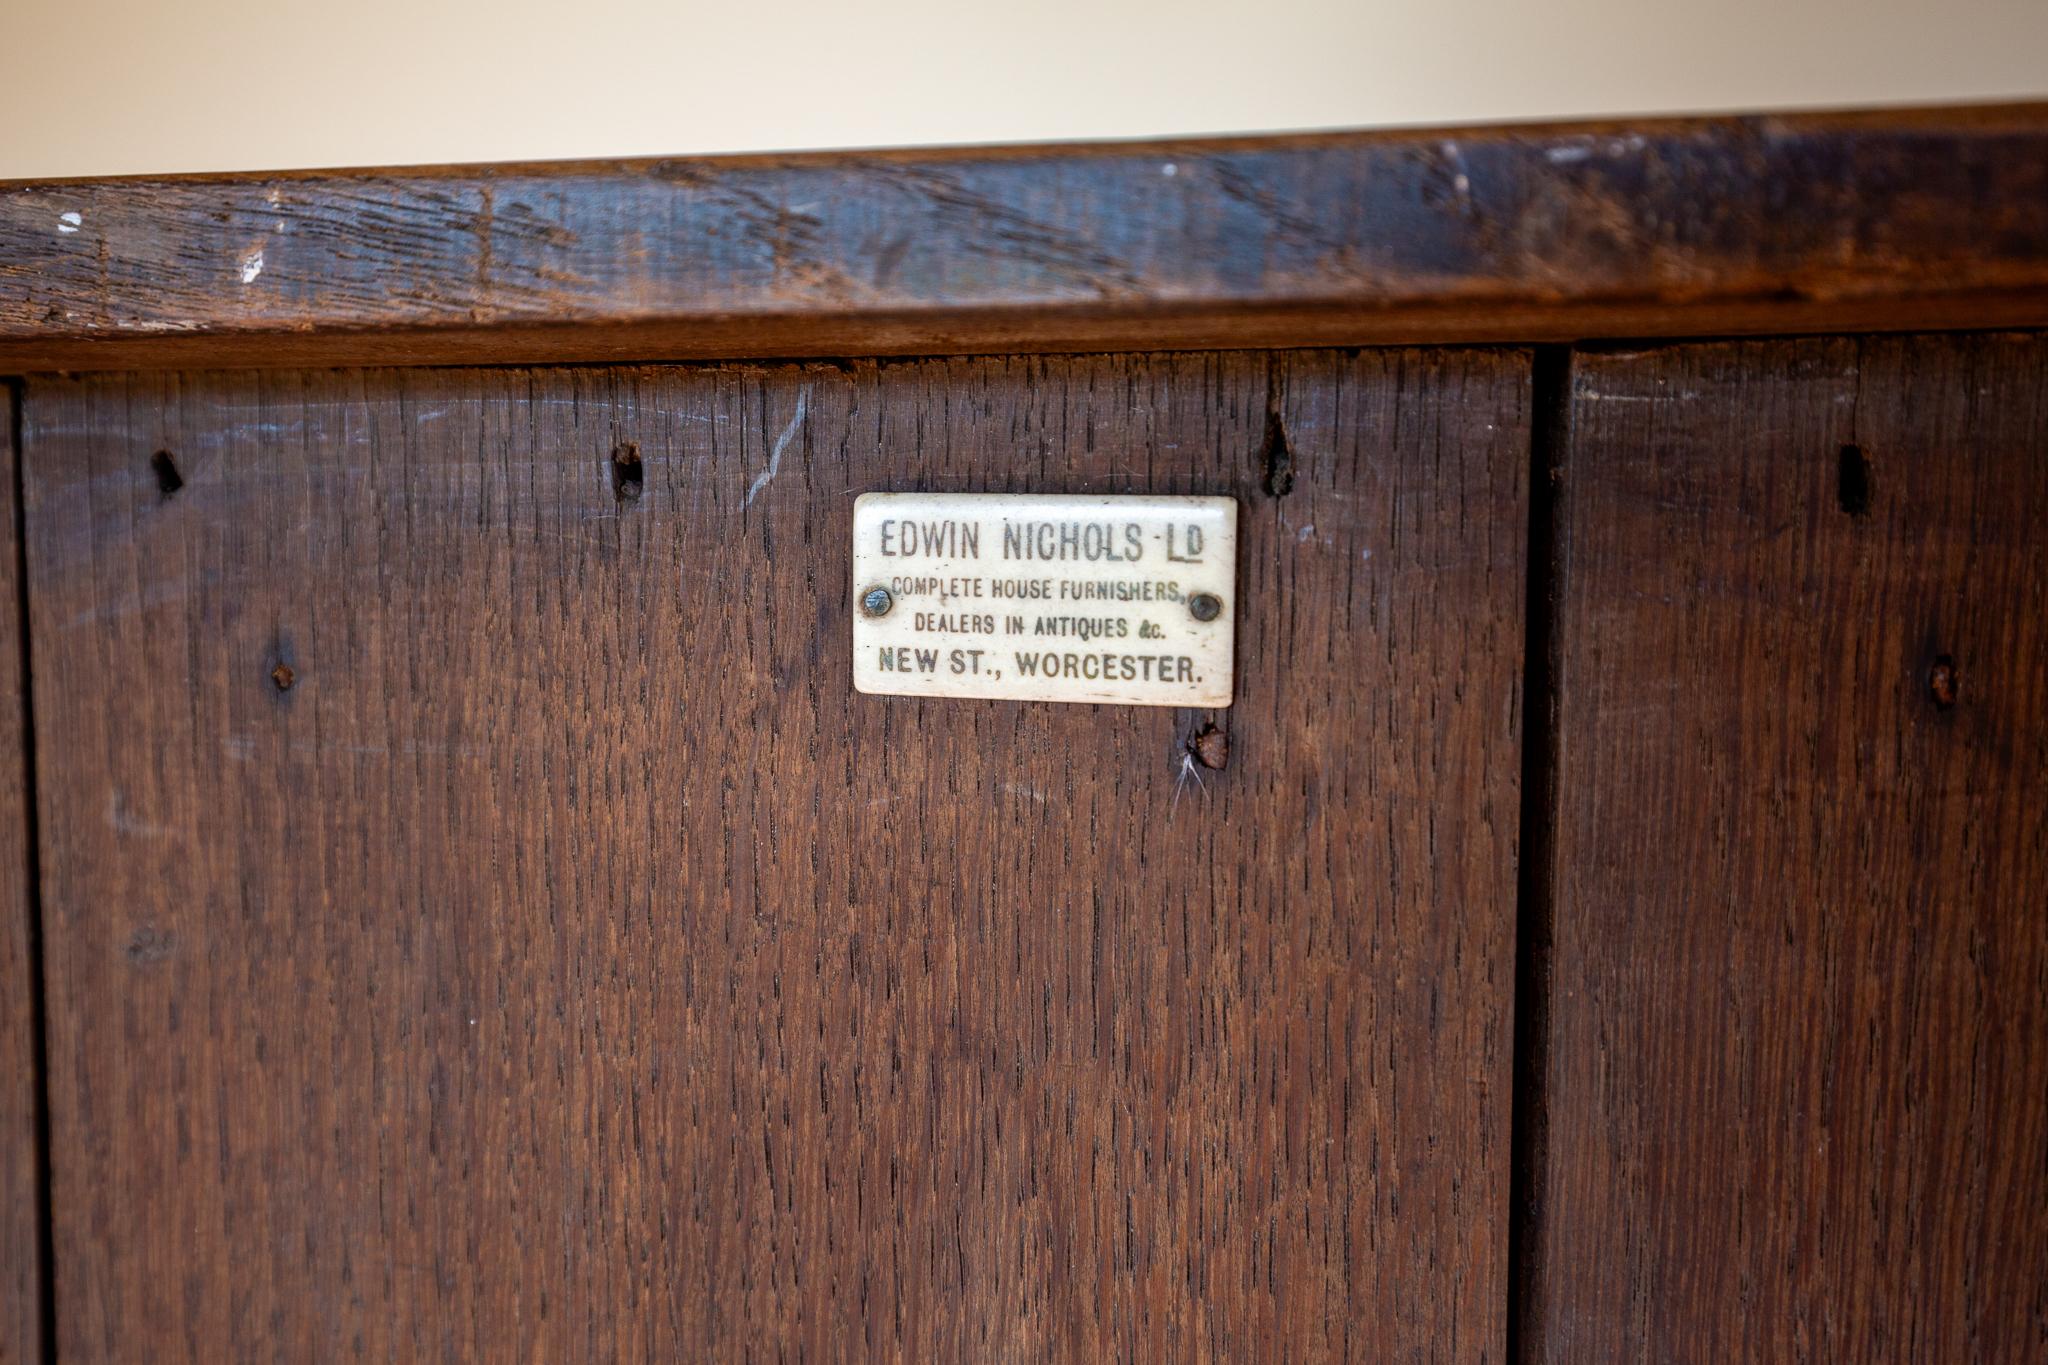 EDWIN NICHOLS LD
COMPLETE HOUSE FURNISHERS,
DEALERS IN ANTIQUES &c.
NEW ST., WORCESTER.